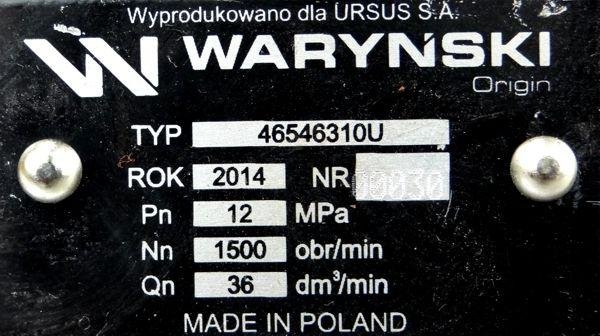 Wyprodukowano dla URSUS S.A.
WARYŃSKI
Origin
TYP 46546310U
ROK 2014 NR 00030
Pn 12 MPa
Nn 1500 obr/min
Qn 36 dm³/min
MADE IN POLAND